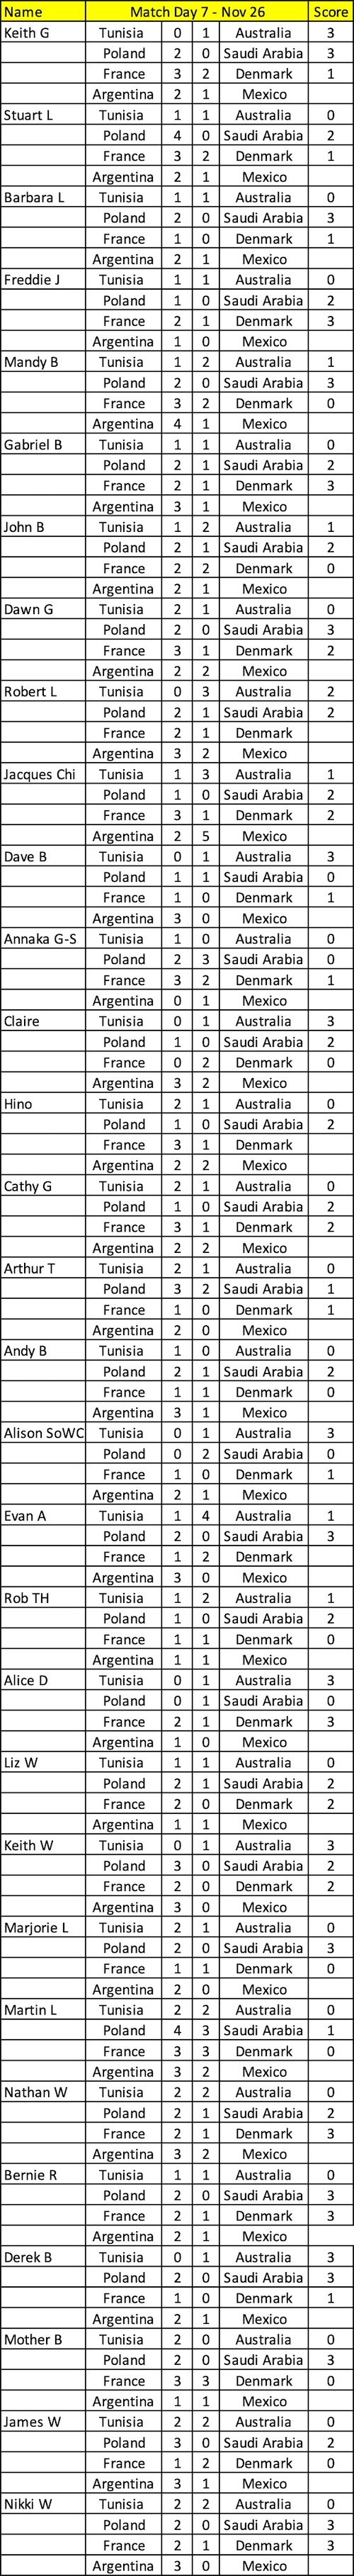 Name Match Day 7 - Nov 26 Score
Keith G Tunisia 0 1 Australia 3
Poland 2 0 Saudi Arabia 3
France 3 2 Denmark 1
Argentina 2 1 Mexico
Stuart L Tunisia 1 1 Australia 0
Poland 4 0 Saudi Arabia 2
France 3 2 Denmark 1
Argentina 2 1 Mexico
Barbara L Tunisia 1 1 Australia 0
Poland 2 0 Saudi Arabia 3
France 1 0 Denmark 1
Argentina 2 1 Mexico
Freddie J Tunisia 1 1 Australia 0
Poland 1 0 Saudi Arabia 2
France 2 1 Denmark 3
Argentina 1 0 Mexico
Mandy B Tunisia 1 2 Australia 1
Poland 2 0 Saudi Arabia 3
France 3 2 Denmark 0
Argentina 4 1 Mexico
Gabriel B Tunisia 1 1 Australia 0
Poland 2 1 Saudi Arabia 2
France 2 1 Denmark 3
Argentina 3 1 Mexico
John B Tunisia 1 2 Australia 1
Poland 2 1 Saudi Arabia 2
France 2 2 Denmark 0
Argentina 2 1 Mexico
Dawn G Tunisia 2 1 Australia 0
Poland 2 0 Saudi Arabia 3
France 3 1 Denmark 2
Argentina 2 2 Mexico
Robert L Tunisia 0 3 Australia 2
Poland 2 1 Saudi Arabia 2
France 2 1 Denmark
Argentina 3 2 Mexico
Jacques Chi Tunisia 1 3 Australia 1
Poland 1 0 Saudi Arabia 2
France 3 1 Denmark 2
Argentina 2 5 Mexico
Dave B Tunisia 0 1 Australia 3
Poland 1 1 Saudi Arabia 0
France 1 0 Denmark 1
Argentina 3 0 Mexico
Annaka G-S Tunisia 1 0 Australia 0
Poland 2 3 Saudi Arabia 0
France 3 2 Denmark 1
Argentina 0 1 Mexico
Claire Tunisia 0 1 Australia 3
Poland 1 0 Saudi Arabia 2
France 0 2 Denmark 0
Argentina 3 2 Mexico
Hino Tunisia 2 1 Australia 0
Poland 1 0 Saudi Arabia 2
France 3 1 Denmark
Argentina 2 2 Mexico
Cathy G Tunisia 2 1 Australia 0
Poland 1 0 Saudi Arabia 2
France 3 1 Denmark 2
Argentina 2 2 Mexico
Arthur T Tunisia 2 1 Australia 0
Poland 3 2 Saudi Arabia 1
France 1 0 Denmark 1
Argentina 2 0 Mexico
Andy B Tunisia 1 0 Australia 0
Poland 2 1 Saudi Arabia 2
France 1 1 Denmark 0
Argentina 3 1 Mexico
Alison SoWC Tunisia 0 1 Australia 3
Poland 0 2 Saudi Arabia 0
France 1 0 Denmark 1
Argentina 2 1 Mexico
Evan A Tunisia 1 4 Australia 1
Poland 2 0 Saudi Arabia 3
France 1 2 Denmark
Argentina 3 0 Mexico
Rob TH Tunisia 1 2 Australia 1
Poland 1 0 Saudi Arabia 2
France 1 1 Denmark 0
Argentina 1 1 Mexico
Alice D Tunisia 0 1 Australia 3
Poland 0 1 Saudi Arabia 0
France 2 1 Denmark 3
Argentina 1 0 Mexico
Liz W Tunisia 1 1 Australia 0
Poland 2 1 Saudi Arabia 2
France 2 0 Denmark 2
Argentina 1 1 Mexico
Keith W Tunisia 0 1 Australia 3
Poland 3 0 Saudi Arabia 2
France 2 0 Denmark 2
Argentina 3 0 Mexico
Marjorie L Tunisia 2 1 Australia 0
Poland 2 0 Saudi Arabia 3
France 1 1 Denmark 0
Argentina 2 0 Mexico
Martin L Tunisia 2 2 Australia 0
Poland 4 3 Saudi Arabia 1
France 3 3 Denmark 0
Argentina 3 2 Mexico
Nathan W Tunisia 2 2 Australia 0
Poland 2 1 Saudi Arabia 2
France 2 1 Denmark 3
Argentina 3 2 Mexico
Bernie R Tunisia 1 1 Australia 0
Poland 2 0 Saudi Arabia 3
France 2 1 Denmark 3
Argentina 2 1 Mexico
Derek B Tunisia 0 1 Australia 3
Poland 2 0 Saudi Arabia 3
France 1 0 Denmark 1
Argentina 2 1 Mexico
Mother B Tunisia 2 0 Australia 0
Poland 2 0 Saudi Arabia 3
France 3 3 Denmark 0
Argentina 1 1 Mexico
James W Tunisia 2 2 Australia 0
Poland 3 0 Saudi Arabia 2
France 1 2 Denmark 0
Argentina 3 1 Mexico
Nikki W Tunisia 2 2 Australia 0
Poland 2 0 Saudi Arabia 3
France 2 1 Denmark 3
Argentina 3 0 Mexico